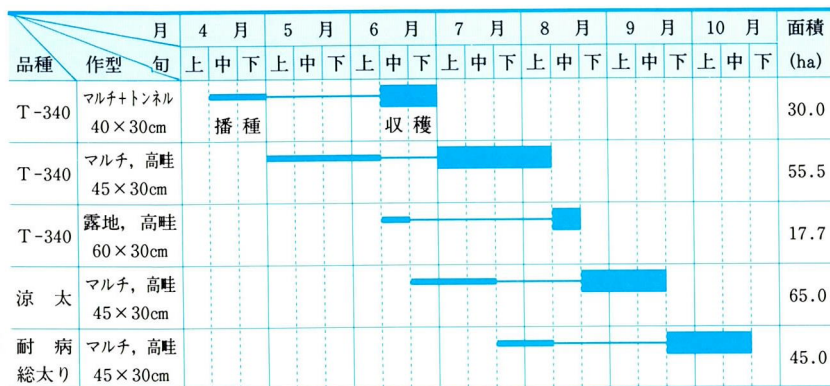 月 4 月 5 月 6 月 7 月 8 月 9 月 10 月 面積
品種 作型 旬 上 中 下 上 中 下 上 中 下 上 中 下 上 中 下 上 中 下 上 中 下 (ha)
T-340 マルチ+トンネル 30.0
40×30cm 播種 収穫
T-340 マルチ，高畦 55.5
45×30cm
T-340 露地，高畦 17.7
60×30cm
涼太 マルチ，高畦 65.0
45×30cm
耐病 マルチ，高畦 45.0
総太り 45×30cm